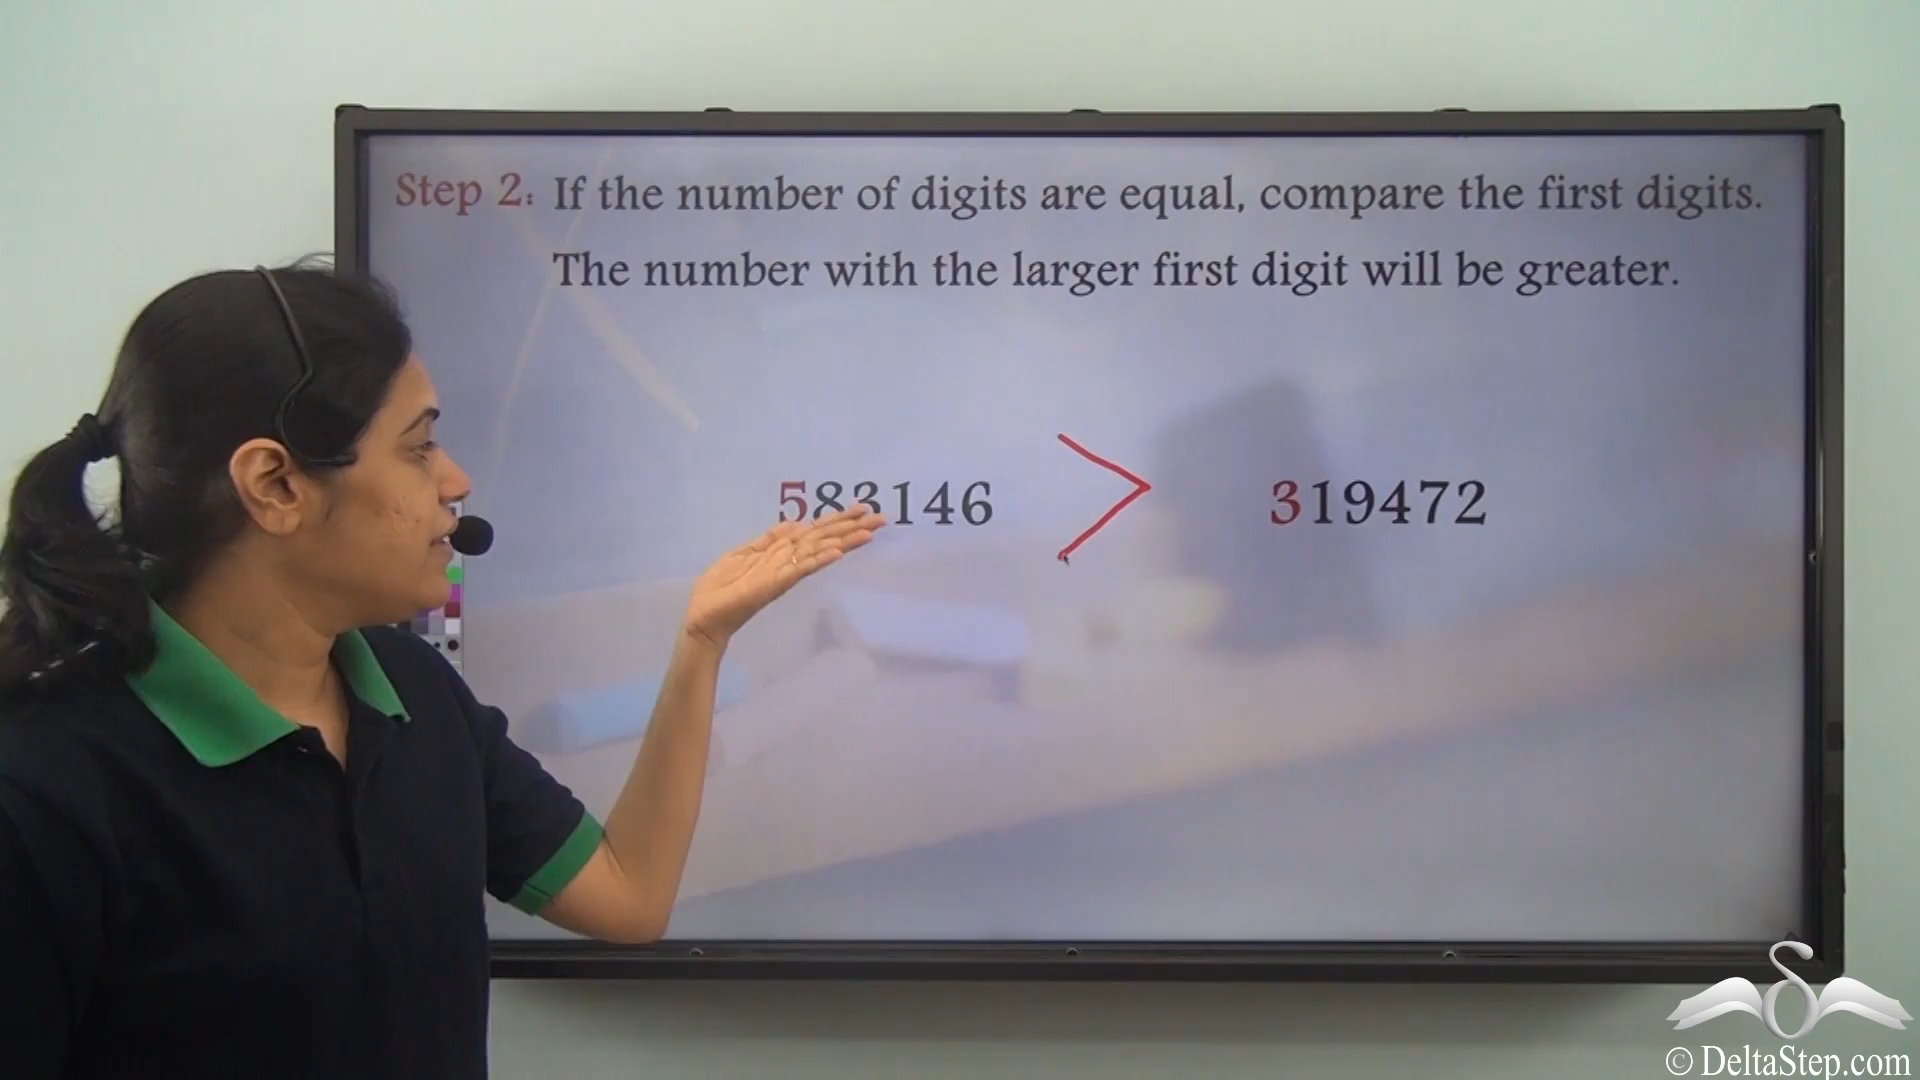 Step 2: If the number of digits are equal, compare the first digits.
The number with the larger first digit will be greater.
583146 > 319472
© DeltaStep.com